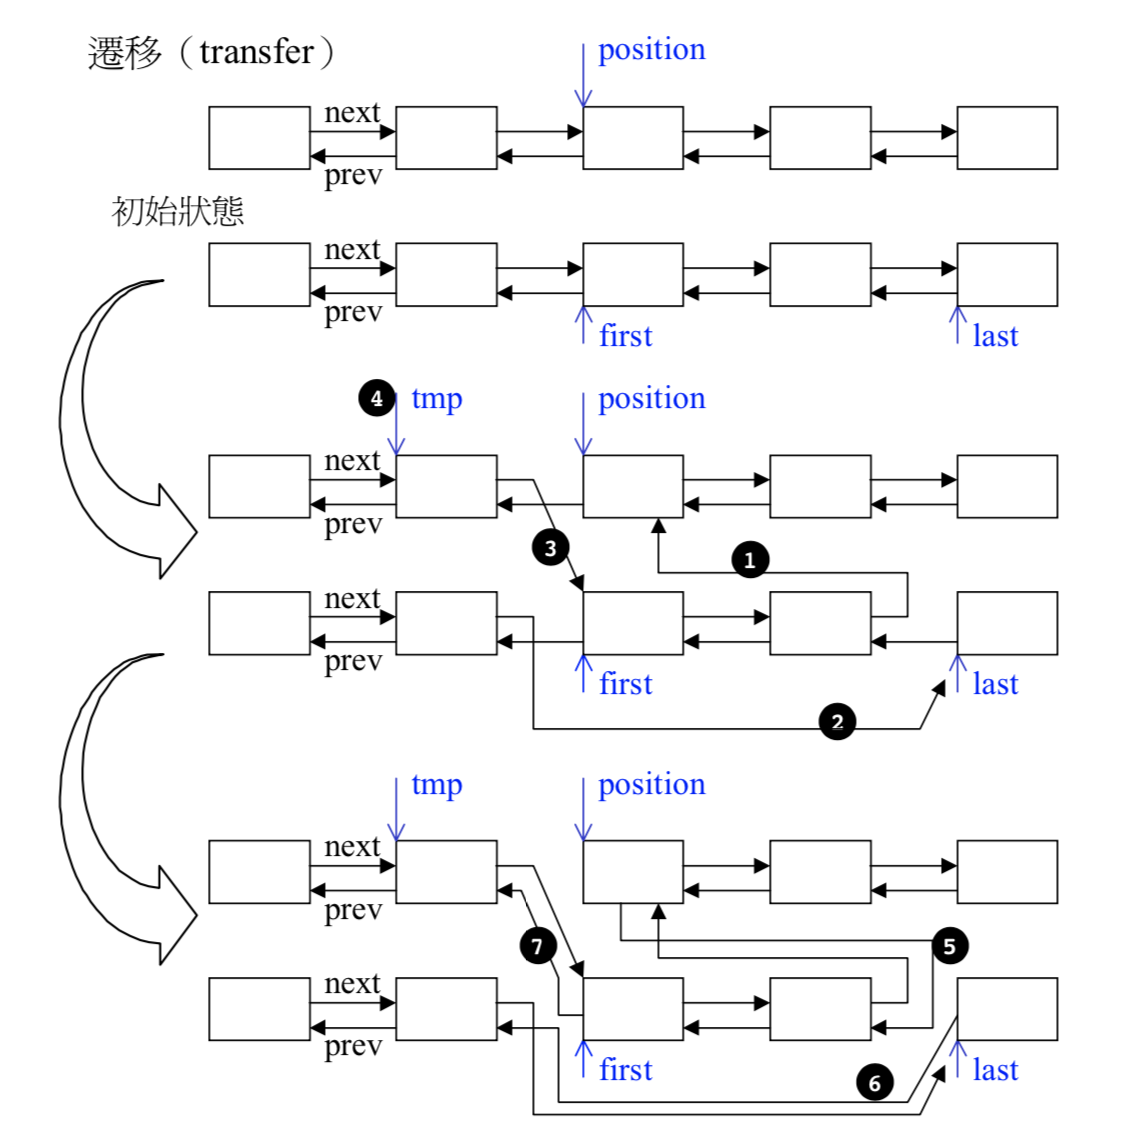 遷移（transfer）
position
next
prev
初始狀態
next
prev
first
last
4 tmp
position
next
prev
3
1
next
prev
first
last
2
tmp
position
next
prev
7
5
next
prev
first
last
6